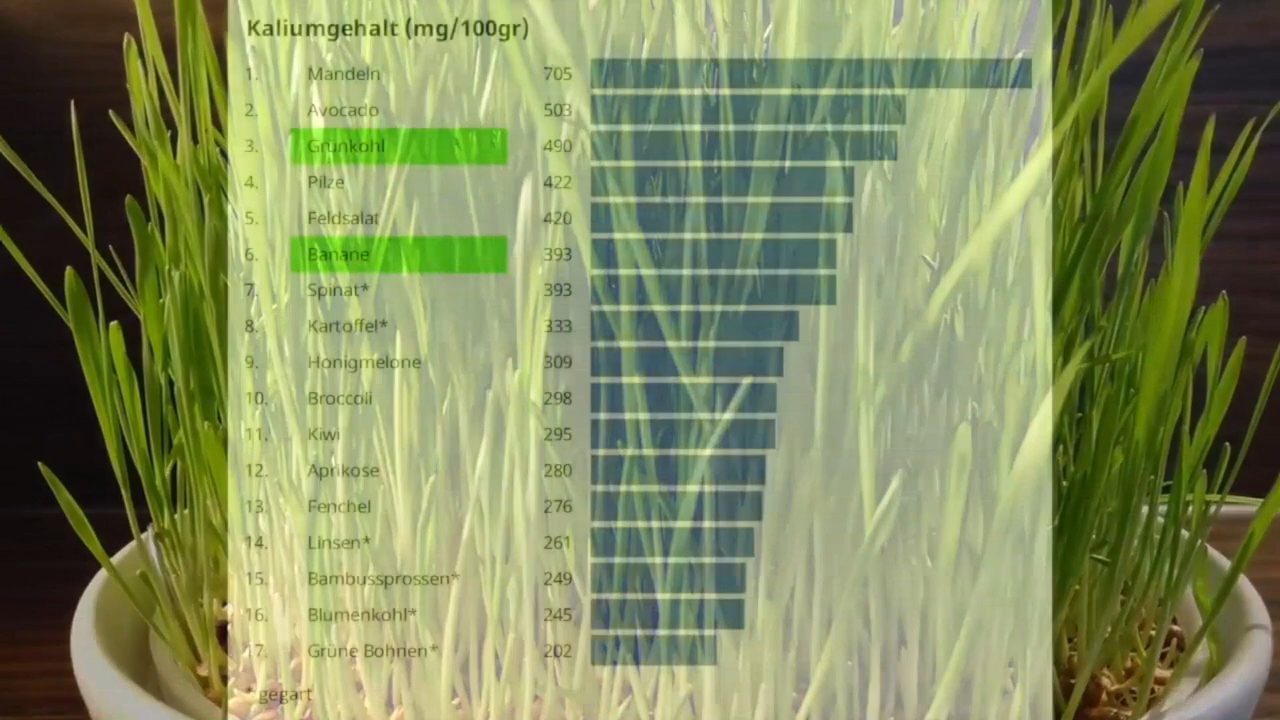 Kaliumgehalt (mg/100gr)
1. Mandeln 705
2. Avocado 503
3. Grünkohl 490
4. Pilze 422
5. Feldsalat 420
6. Banane 393
7. Spinat* 393
8. Kartoffel* 333
9. Honigmelone 309
10. Broccoli 298
11. Kiwi 295
12. Aprikose 280
13. Fenchel 276
14. Linsen* 261
15. Bambussprossen* 249
16. Blumenkohl* 245
17. Grüne Bohnen* 202
* gegart